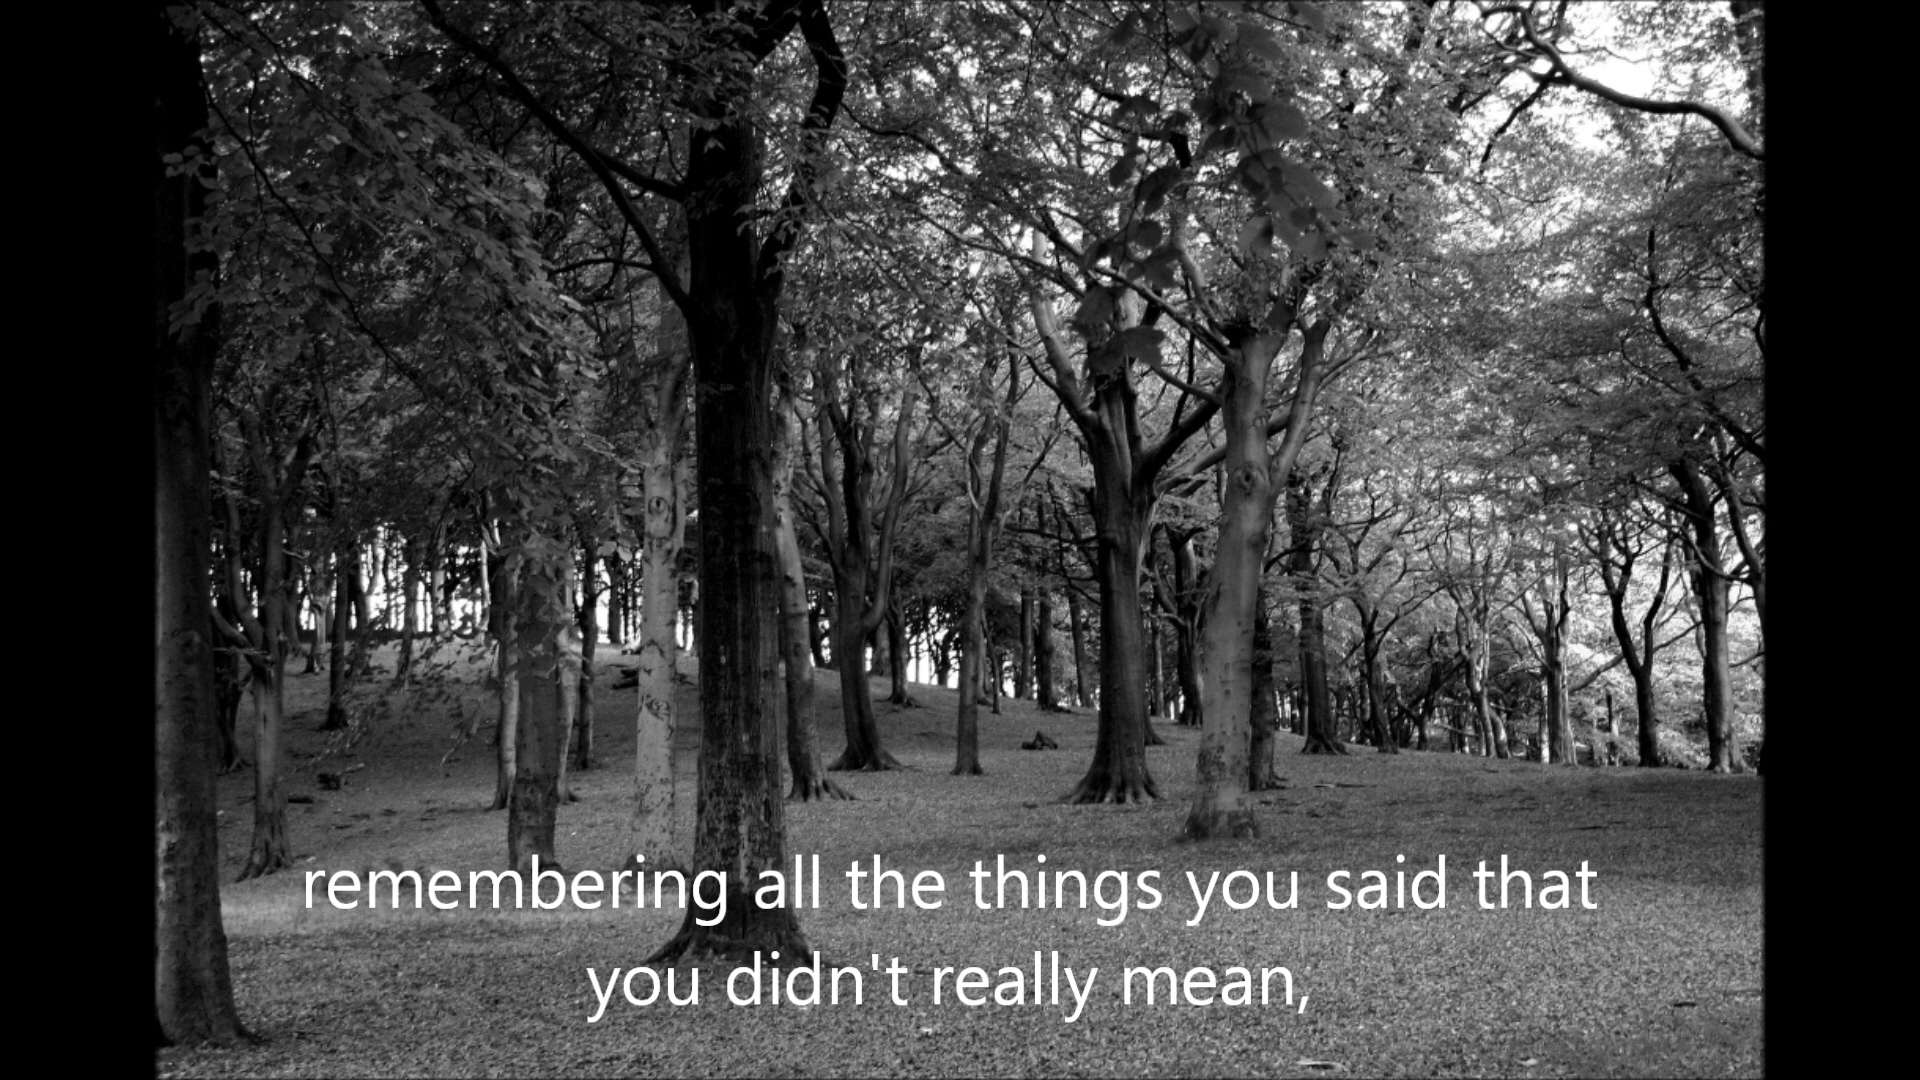 remembering all the things you said that
you didn't really mean,